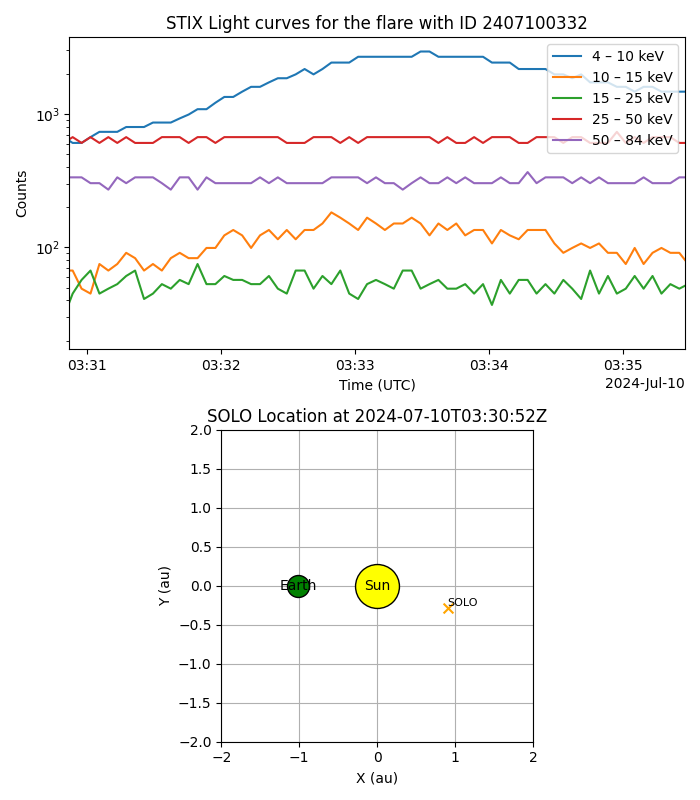 STIX Light curves for the flare with ID 2407100332
Counts
10³
10²
4 – 10 keV
10 – 15 keV
15 – 25 keV
25 – 50 keV
50 – 84 keV
03:31 03:32 03:33 03:34 03:35
Time (UTC)
2024-Jul-10
SOLO Location at 2024-07-10T03:30:52Z
Y (au)
2.0
1.5
1.0
0.5
0.0
−0.5
−1.0
−1.5
−2.0
Earth
Sun
SOLO
−2 −1 0 1 2
X (au)